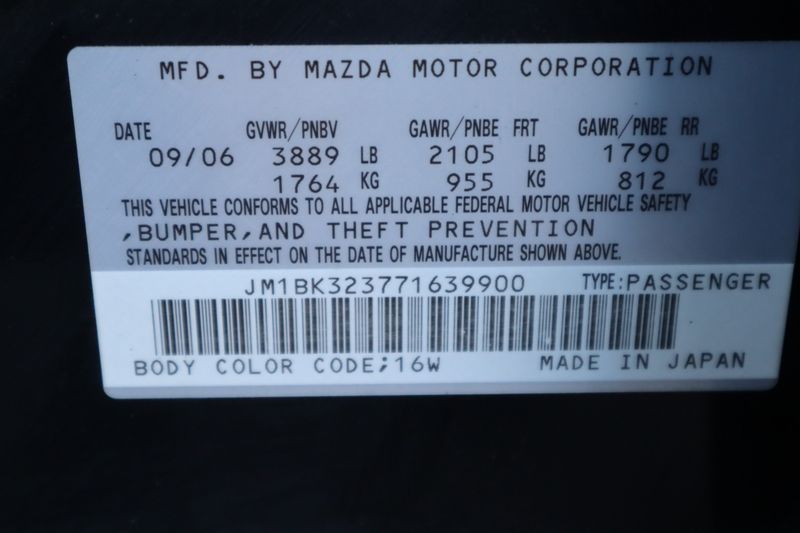 MFD. BY MAZDA MOTOR CORPORATION
DATE GVWR/PNBV GAWR/PNBE FRT GAWR/PNBE RR
09/06 3889 LB 2105 LB 1790 LB
1764 KG 955 KG 812 KG
THIS VEHICLE CONFORMS TO ALL APPLICABLE FEDERAL MOTOR VEHICLE SAFETY
,BUMPER,AND THEFT PREVENTION
STANDARDS IN EFFECT ON THE DATE OF MANUFACTURE SHOWN ABOVE.
JM1BK323771639900 TYPE:PASSENGER
BODY COLOR CODE;16W MADE IN JAPAN